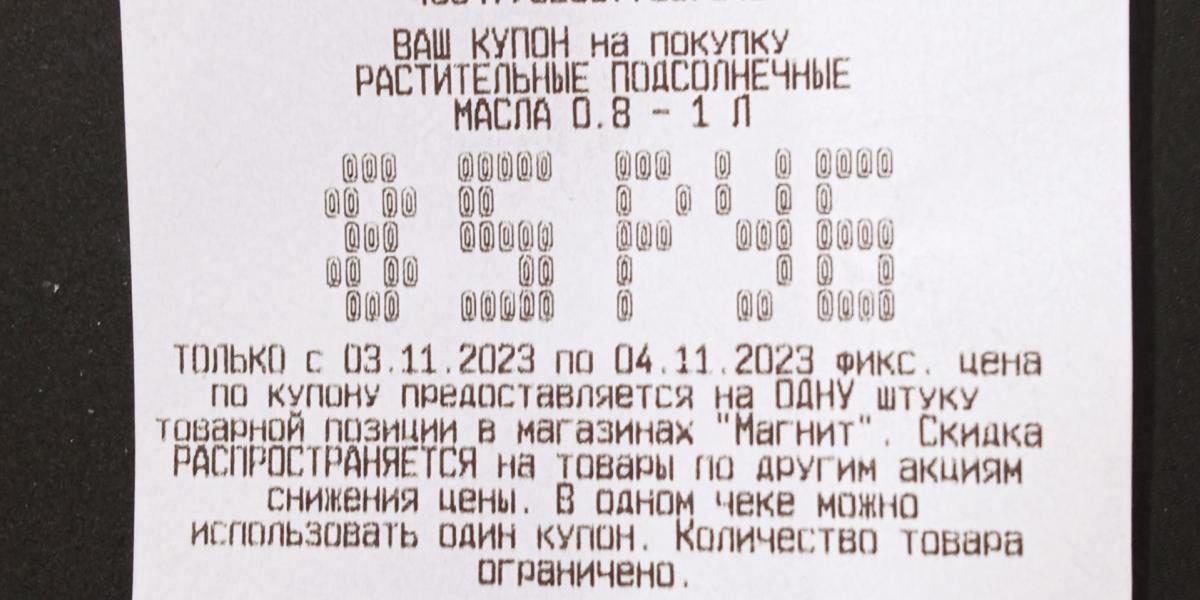 ВАШ КУПОН на ПОКУПКУ
РАСТИТЕЛЬНЫЕ ПОДСОЛНЕЧНЫЕ
МАСЛА 0.8 - 1 Л
85 РУБ
ТОЛЬКО с 03.11.2023 по 04.11.2023 фикс. цена
по купону предоставляется на ОДНУ штуку
товарной позиции в магазинах "Магнит". Скидка
РАСПРОСТРАНЯЕТСЯ на товары по другим акциям
снижения цены. В одном чеке можно
использовать один купон. Количество товара
ограничено.